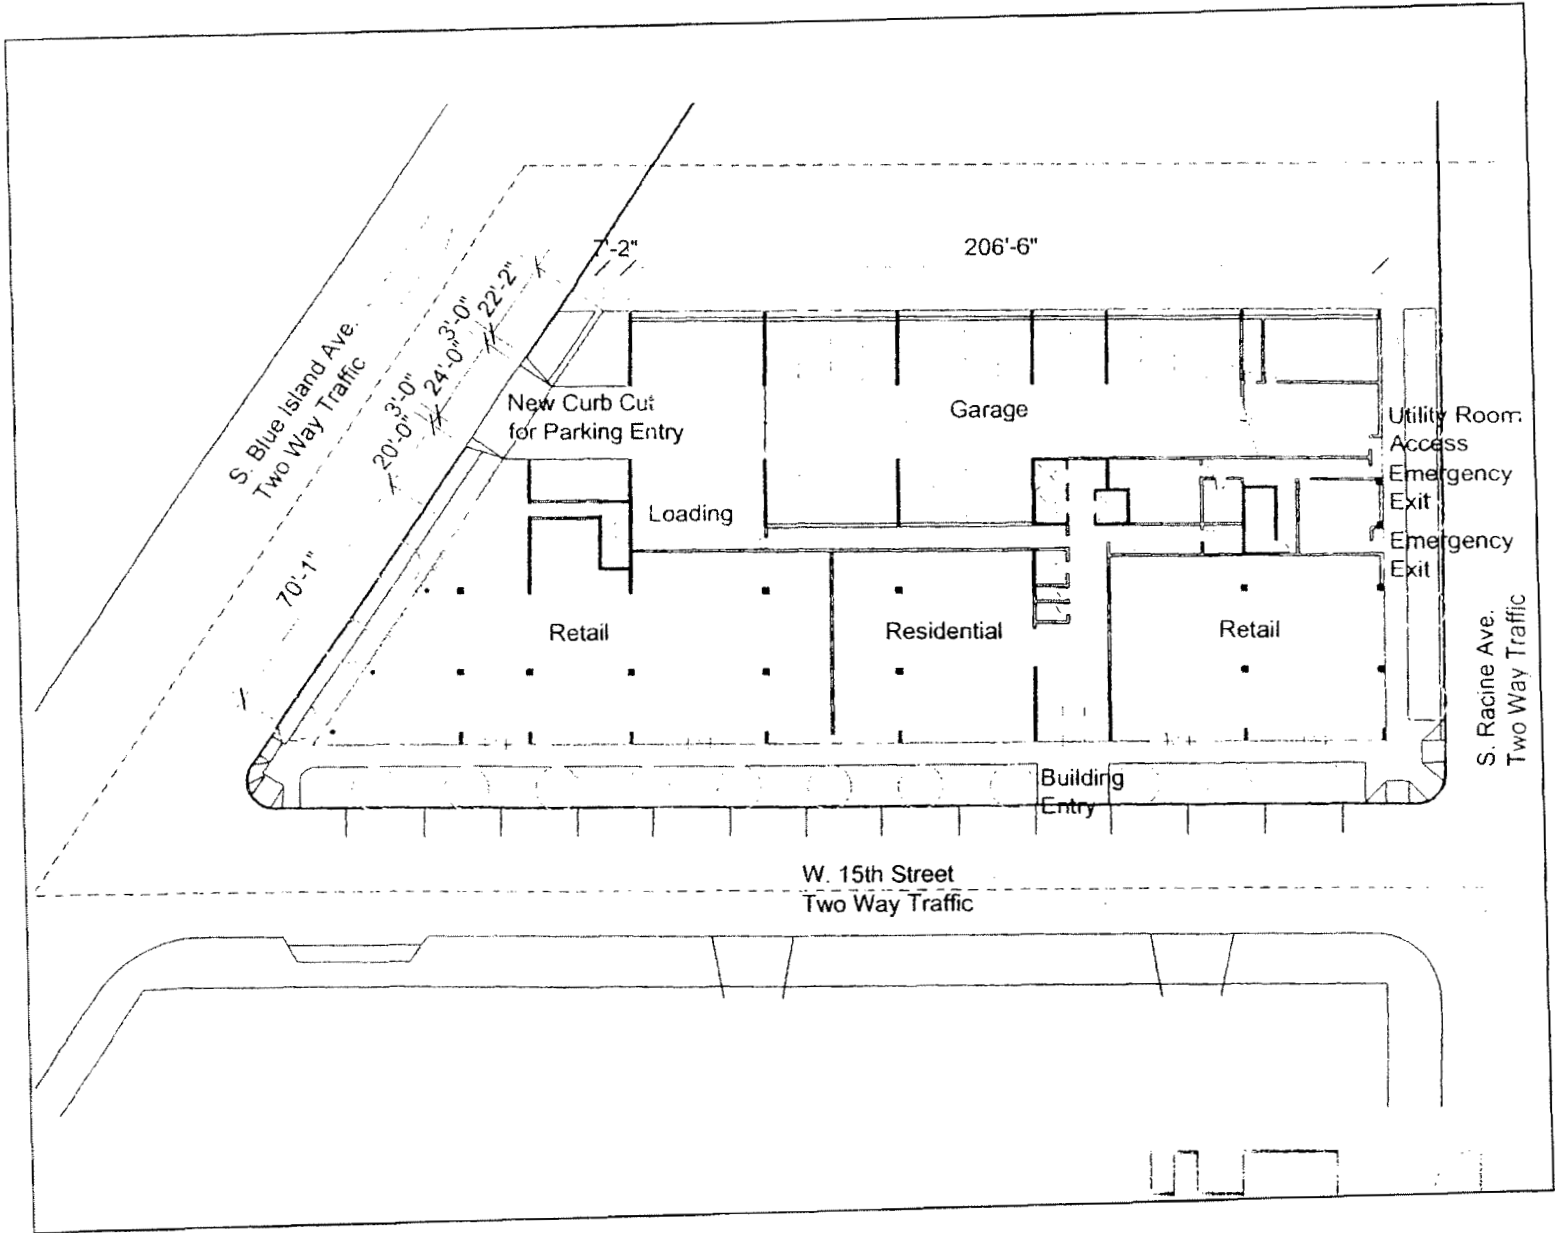 7'-2"
206'-6"
22'-2"
3'-0"
24'-0"
3'-0"
20'-0"
70'-1"
S. Blue Island Ave.
Two Way Traffic
New Curb Cut
for Parking Entry
Garage
Loading
Utility Room
Access
Emergency
Exit
Emergency
Exit
Retail
Residential
Retail
S. Racine Ave.
Two Way Traffic
Building
Entry
W. 15th Street
Two Way Traffic